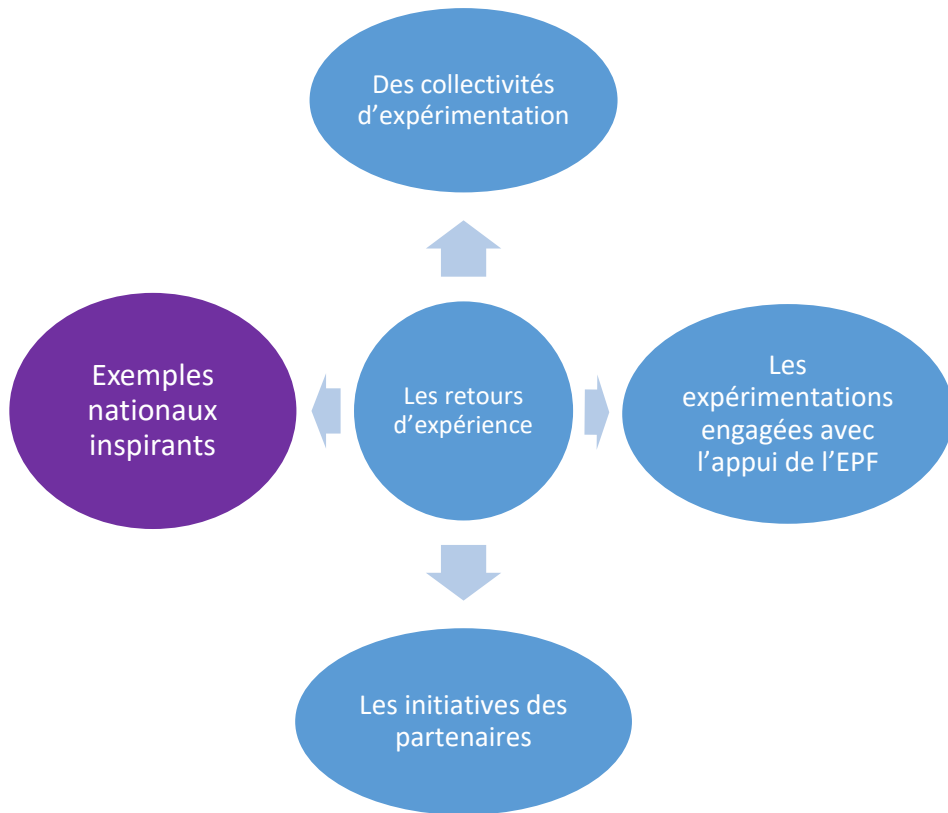 Des collectivités
d’expérimentation
Exemples
nationaux
inspirants
Les retours
d’expérience
Les
expérimentations
engagées avec
l’appui de l’EPF
Les initiatives des
partenaires